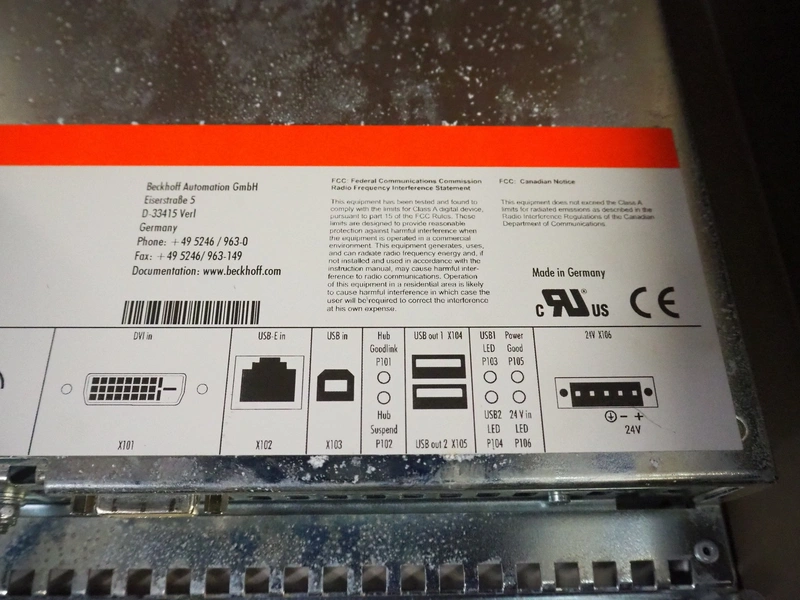 Beckhoff Automation GmbH
Eiserstraße 5
D-33415 Verl
Germany
Phone: +49 5246 / 963-0
Fax: +49 5246/ 963-149
Documentation: www.beckhoff.com
FCC: Federal Communications Commission
Radio Frequency Interference Statement
This equipment has been tested and found to
comply with the limits for Class A digital device,
pursuant to part 15 of the FCC Rules. These
limits are designed to provide reasonable
protection against harmful interference when
the equipment is operated in a commercial
environment. This equipment generates, uses,
and can radiate radio frequency energy and, if
not installed and used in accordance with the
instruction manual, may cause harmful inter-
ference to radio communications. Operation
of this equipment in a residential area is likely
to cause harmful interference in which case the
user will be required to correct the interference
at his own expense.
FCC: Canadian Notice
This equipment does not exceed the Class A
limits for radiated emissions as described in the
Radio Interference Regulations of the Canadian
Department of Communications.
Made in Germany
C RU® US CE
DVI in
X101
USB-E in
X102
USB in
X103
Hub
Goodlink
P101
Hub
Suspend
P102
USB out 1 X104
USB out 2 X105
USB1
LED
P103
Power
Good
P105
USB2
LED
P104
24 V in
LED
P106
24V X106
- +
24V